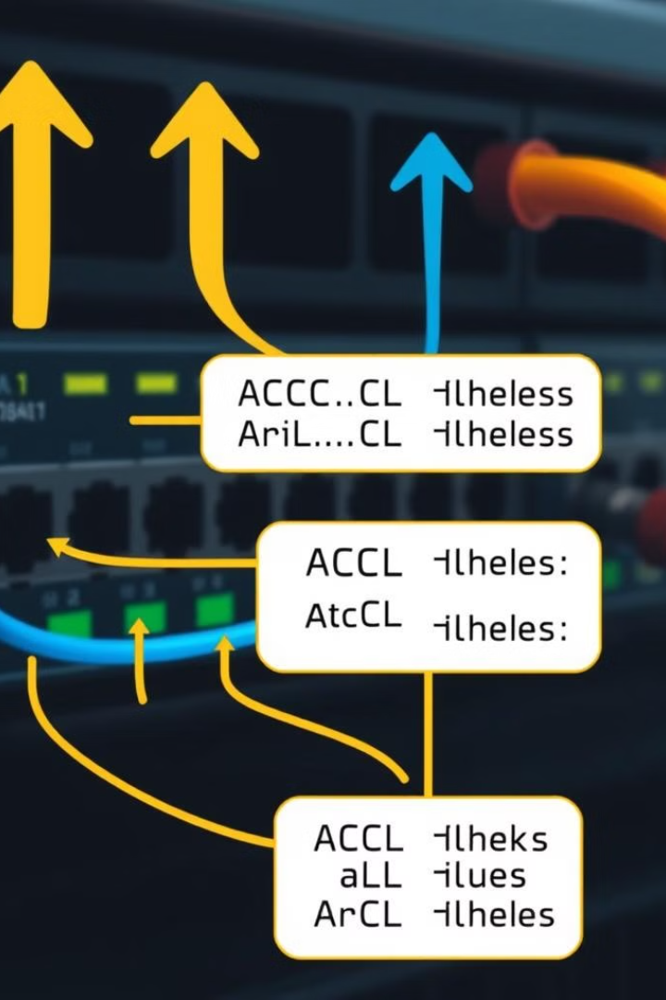 ACCC..CL ⊣lheless
AriL....CL ⊣lheless
ACCL ⊣lheles:
AtcCL ⊣ilheles:
ACCL ⊣lheks
aLL ⊣ilues
ArCL ⊣lheles